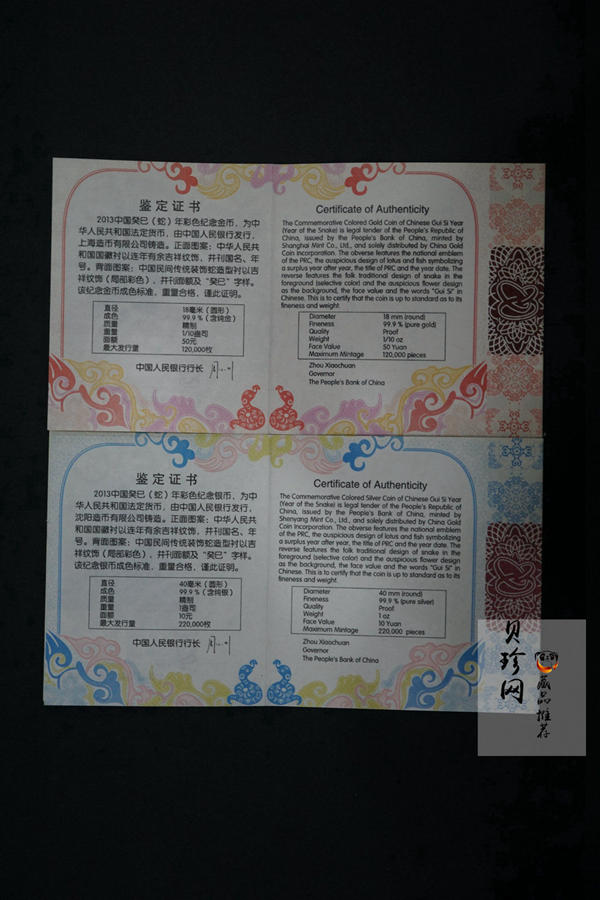 鉴定证书
2013中国癸巳（蛇）年彩色纪念金币，为中
华人民共和国法定货币，由中国人民银行发行，
上海造币有限公司铸造。正面图案：中华人民共
和国国徽衬以连年有余吉祥纹饰，并刊国名、年
号。背面图案：中国民间传统装饰蛇造型衬以吉
祥纹饰（局部彩色），并刊面额及“癸巳”字样。
该纪念金币成色标准，重量合格，谨此证明。
直径 18毫米（圆形）
成色 99.9％（含纯金）
质量 精制
重量 1/10盎司
面额 50元
最大发行量 120,000枚
中国人民银行行长
Certificate of Authenticity
The Commemorative Colored Gold Coin of Chinese Gui Si Year
(Year of the Snake) is legal tender of the People's Republic of
China, issued by the People's Bank of China, minted by
Shanghai Mint Co., Ltd., and solely distributed by China Gold
Coin Incorporation. The obverse features the national emblem
of the PRC, the auspicious design of lotus and fish symbolizing
a surplus year after year, the title of PRC and the year date. The
reverse features the folk traditional design of snake in the
foreground (selective color) and the auspicious flower design
as the background, the face value and the words "Gui Si" in
Chinese. This is to certify that the coin is up to standard as to its
fineness and weight.
Diameter 18 mm (round)
Fineness 99.9 % (pure gold)
Quality Proof
Weight 1/10 oz
Face Value 50 Yuan
Maximum Mintage 120,000 pieces
Zhou Xiaochuan
Governor
The People's Bank of China
鉴定证书
2013中国癸巳（蛇）年彩色纪念银币，为中
华人民共和国法定货币，由中国人民银行发行，
沈阳造币有限公司铸造。正面图案：中华人民共
和国国徽衬以连年有余吉祥纹饰，并刊国名、年
号。背面图案：中国民间传统装饰蛇造型衬以吉
祥纹饰（局部彩色），并刊面额及“癸巳”字样。
该纪念银币成色标准，重量合格，谨此证明。
直径 40毫米（圆形）
成色 99.9％（含纯银）
质量 精制
重量 1盎司
面额 10元
最大发行量 220,000枚
中国人民银行行长
Certificate of Authenticity
The Commemorative Colored Silver Coin of Chinese Gui Si Year
(Year of the Snake) is legal tender of the People's Republic of
China, issued by the People's Bank of China, minted by
Shenyang Mint Co., Ltd., and solely distributed by China Gold
Coin Incorporation. The obverse features the national emblem
of the PRC, the auspicious design of lotus and fish symbolizing
a surplus year after year, the title of PRC and the year date. The
reverse features the folk traditional design of snake in the
foreground (selective color) and the auspicious flower design
as the background, the face value and the words "Gui Si" in
Chinese. This is to certify that the coin is up to standard as to its
fineness and weight.
Diameter 40 mm (round)
Fineness 99.9 % (pure silver)
Quality Proof
Weight 1 oz
Face Value 10 Yuan
Maximum Mintage 220,000 pieces
Zhou Xiaochuan
Governor
The People's Bank of China
贝珍网
藏品推荐